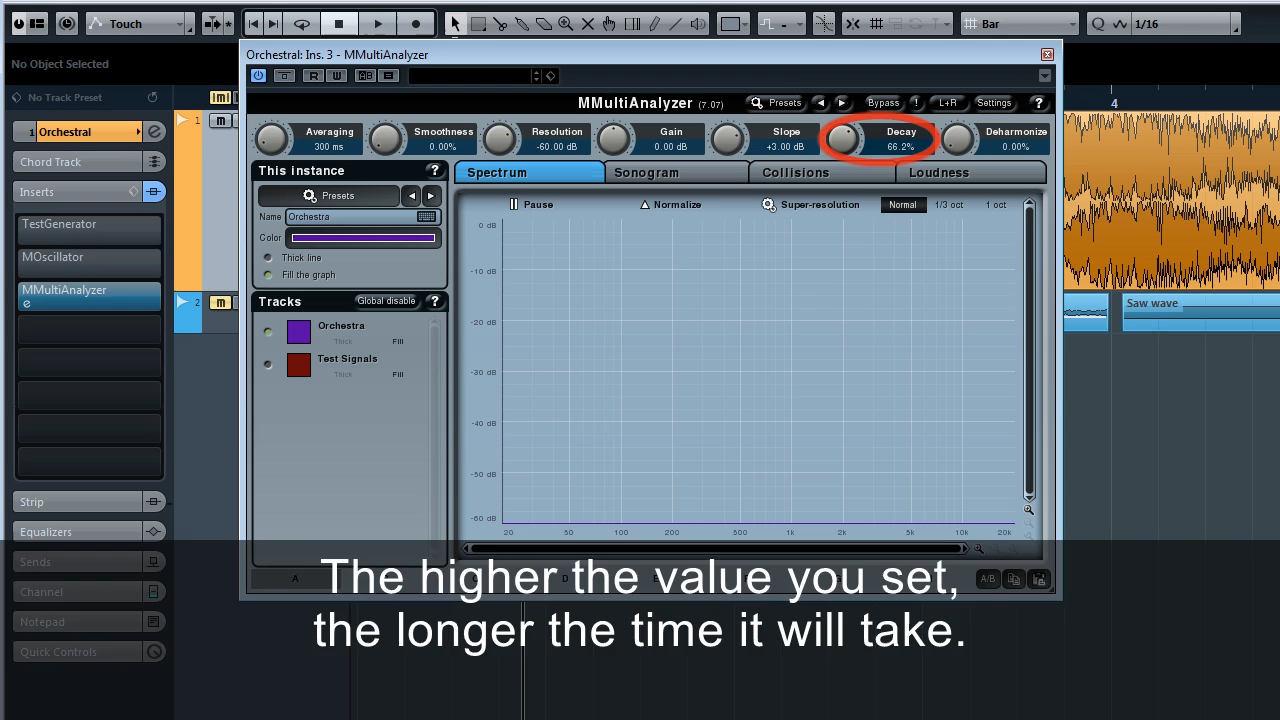 Touch
Bar
1/16
No Object Selected
Orchestral: Ins. 3 - MMultiAnalyzer
R W A|B
No Track Preset
MMultiAnalyzer (7.07) Presets Bypass ! L+R Settings ?
4
1 Orchestral
m 1
Averaging 300 ms
Smoothness 0.00%
Resolution -60.00 dB
Gain 0.00 dB
Slope +3.00 dB
Decay 66.2%
Deharmonize 0.00%
Chord Track
Inserts
TestGenerator
MOscillator
MMultiAnalyzer
e
This instance ?
Presets
Name Orchestra
Color
Thick line
Fill the graph
Spectrum Sonogram Collisions Loudness
Pause Normalize Super-resolution Normal 1/3 oct 1 oct
Tracks Global disable ?
Orchestra
Thick Fill
Test Signals
Thick Fill
0 dB
-10 dB
-20 dB
-30 dB
-40 dB
-50 dB
-60 dB
20 50 100 200 500 1k 2k 5k 10k 20k
2 m
Saw wave
Strip
Equalizers
Sends
Channel
Notepad
Quick Controls
A D A/B
The higher the value you set,
the longer the time it will take.